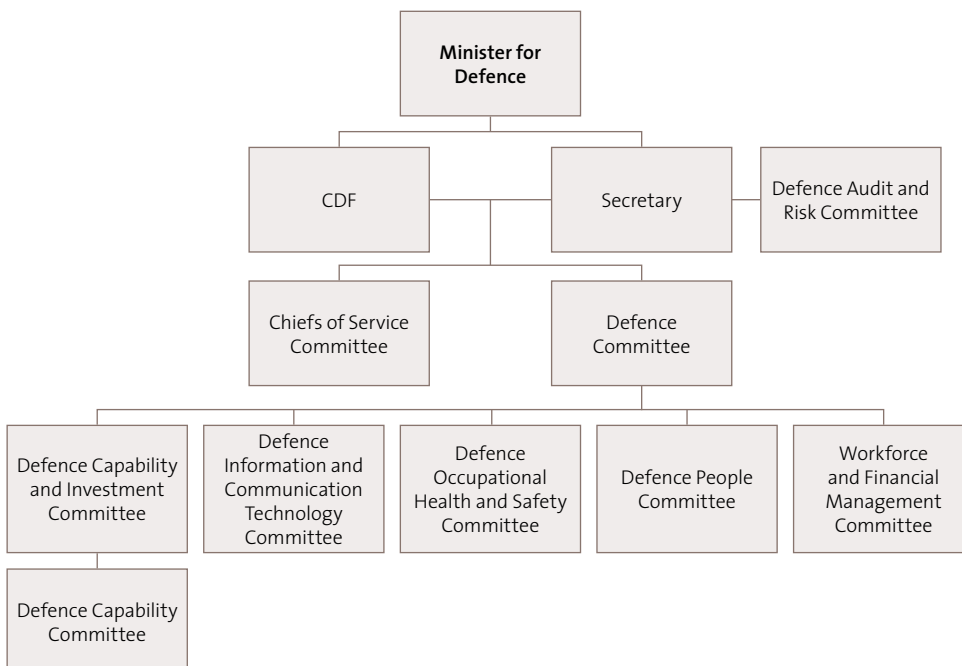 Minister for
Defence
CDF
Secretary
Defence Audit and
Risk Committee
Chiefs of Service
Committee
Defence
Committee
Defence Capability
and Investment
Committee
Defence
Information and
Communication
Technology
Committee
Defence
Occupational
Health and Safety
Committee
Defence People
Committee
Workforce
and Financial
Management
Committee
Defence Capability
Committee